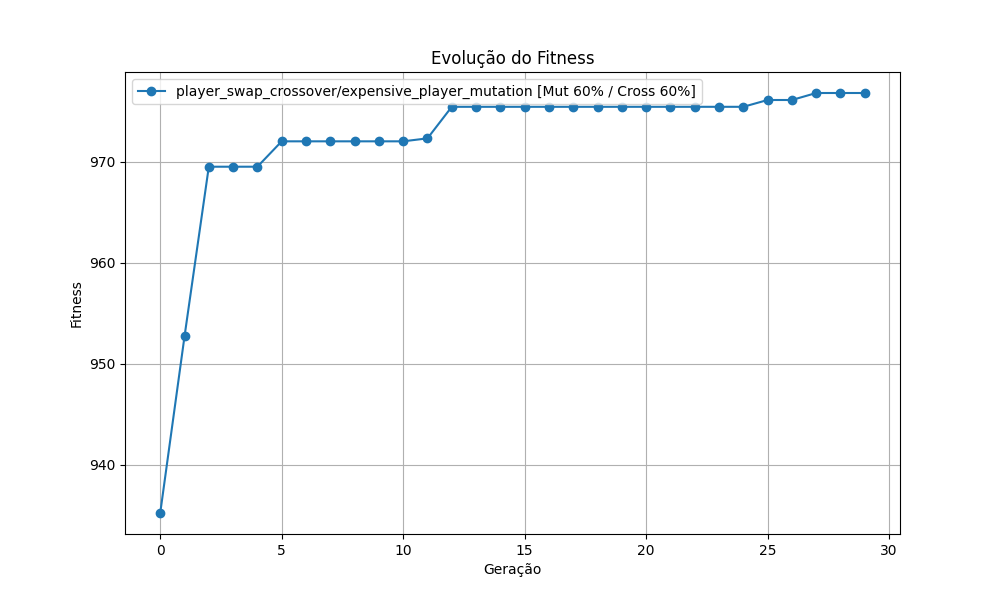 Evolução do Fitness
player_swap_crossover/expensive_player_mutation [Mut 60% / Cross 60%]
970
960
950
940
Fitness
0 5 10 15 20 25 30
Geração